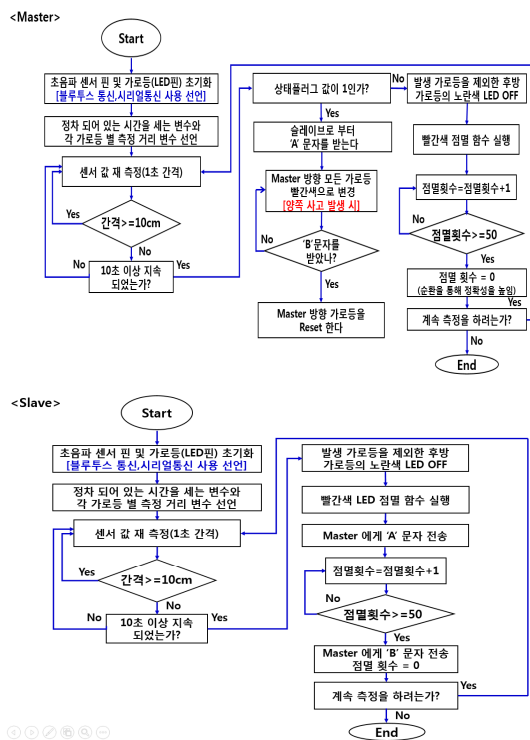 <Master>
Start
초음파 센서 핀 및 가로등(LED핀) 초기화
[블루투스 통신,시리얼통신 사용 선언]
정차 되어 있는 시간을 세는 변수와
각 가로등 별 측정 거리 변수 선언
센서 값 재 측정(1초 간격)
Yes
간격>=10cm
No
No
10초 이상 지속
되었는가?
Yes
상태플러그 값이 1인가?
No
Yes
슬레이브로 부터
'A' 문자를 받는다
Master 방향 모든 가로등
빨간색으로 변경
[양쪽 사고 발생 시]
No
'B'문자를
받았나?
Yes
Master 방향 가로등을
Reset 한다
발생 가로등을 제외한 후방
가로등의 노란색 LED OFF
빨간색 점멸 함수 실행
점멸횟수=점멸횟수+1
No
점멸횟수>=50
Yes
점멸 횟수 = 0
(순환을 통해 정확성을 높임)
Yes
계속 측정을 하려는가?
No
End
<Slave>
Start
초음파 센서 핀 및 가로등(LED핀) 초기화
[블루투스 통신,시리얼통신 사용 선언]
정차 되어 있는 시간을 세는 변수와
각 가로등 별 측정 거리 변수 선언
센서 값 재 측정(1초 간격)
Yes
간격>=10cm
No
No
10초 이상 지속
되었는가?
Yes
발생 가로등을 제외한 후방
가로등의 노란색 LED OFF
빨간색 LED 점멸 함수 실행
Master 에게 'A' 문자 전송
점멸횟수=점멸횟수+1
No
점멸횟수>=50
Yes
Master 에게 'B' 문자 전송
점멸 횟수 = 0
계속 측정을 하려는가?
Yes
No
End